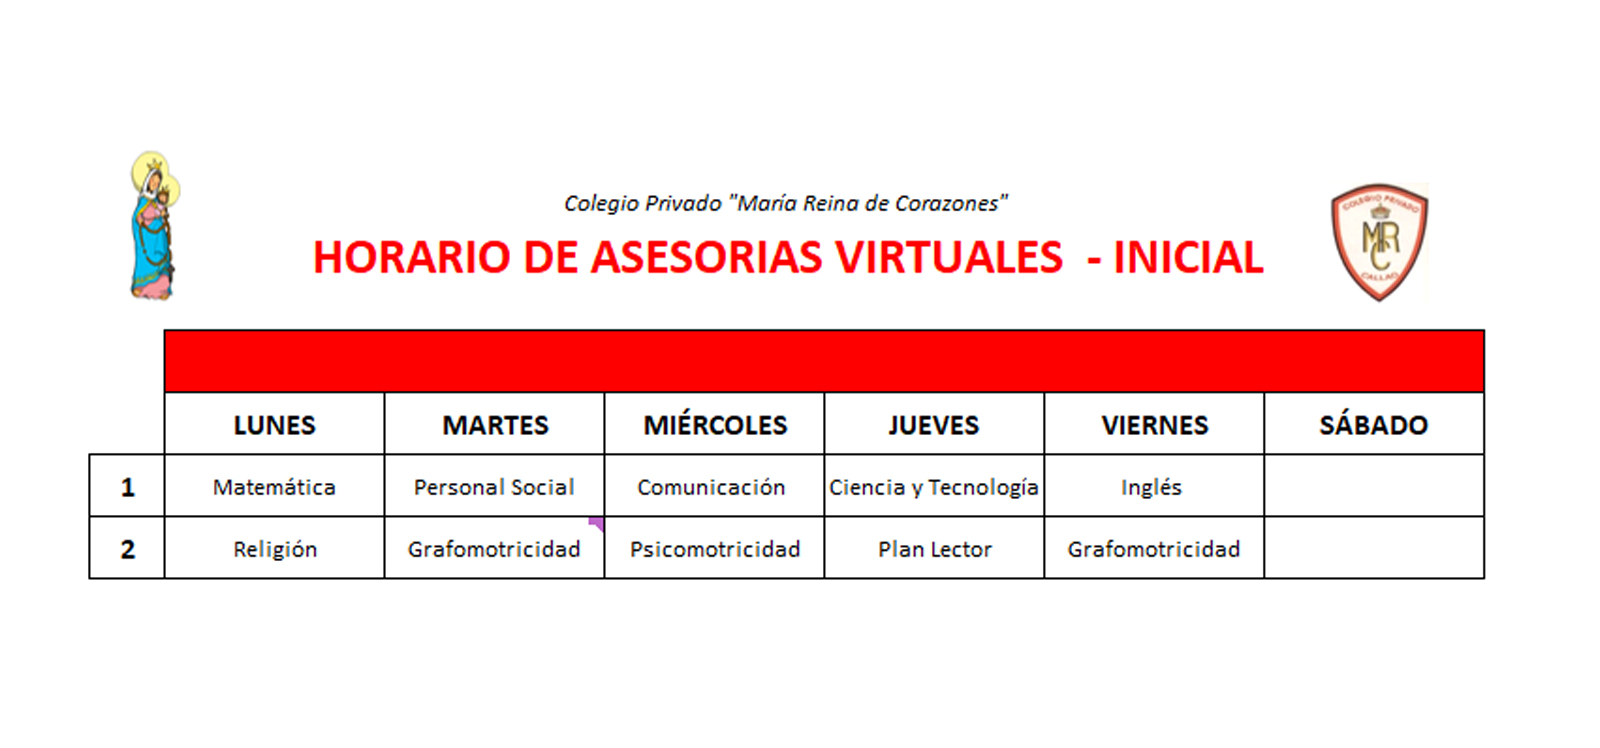 Colegio Privado "María Reina de Corazones"
HORARIO DE ASESORIAS VIRTUALES - INICIAL
COLEGIO PRIVADO
MRC
CALLAO
LUNES MARTES MIÉRCOLES JUEVES VIERNES SÁBADO
1 Matemática Personal Social Comunicación Ciencia y Tecnología Inglés
2 Religión Grafomotricidad Psicomotricidad Plan Lector Grafomotricidad